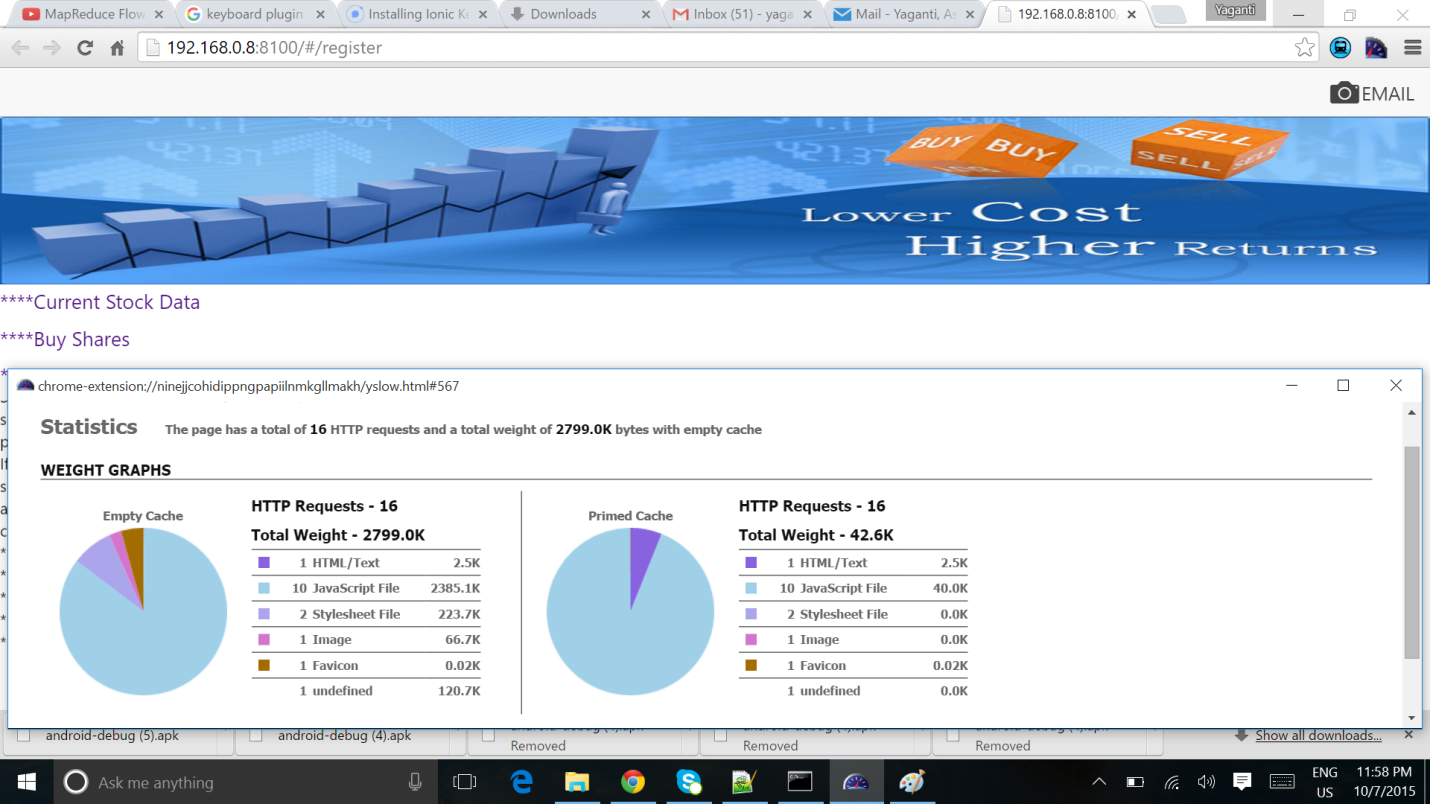 MapReduce Flow
keyboard plugin
Installing Ionic Ke
Downloads
Inbox (51) - yaga
Mail - Yaganti, As
192.168.0.8:8100/
Yaganti
192.168.0.8:8100/#/register
EMAIL
BUY BUY
SELL
SELL SELL
421.37
421.37
Lower Cost
Higher Returns
****Current Stock Data
****Buy Shares
chrome-extension://ninejjcohidippngpapiilnmkgllmakh/yslow.html#567
Statistics The page has a total of 16 HTTP requests and a total weight of 2799.0K bytes with empty cache
WEIGHT GRAPHS
Empty Cache
HTTP Requests - 16
Total Weight - 2799.0K
1 HTML/Text 2.5K
10 JavaScript File 2385.1K
2 Stylesheet File 223.7K
1 Image 66.7K
1 Favicon 0.02K
1 undefined 120.7K
Primed Cache
HTTP Requests - 16
Total Weight - 42.6K
1 HTML/Text 2.5K
10 JavaScript File 40.0K
2 Stylesheet File 0.0K
1 Image 0.0K
1 Favicon 0.02K
1 undefined 0.0K
android-debug (5).apk
android-debug (4).apk
Removed
Removed
Removed
Show all downloads...
Ask me anything
ENG
US
11:58 PM
10/7/2015